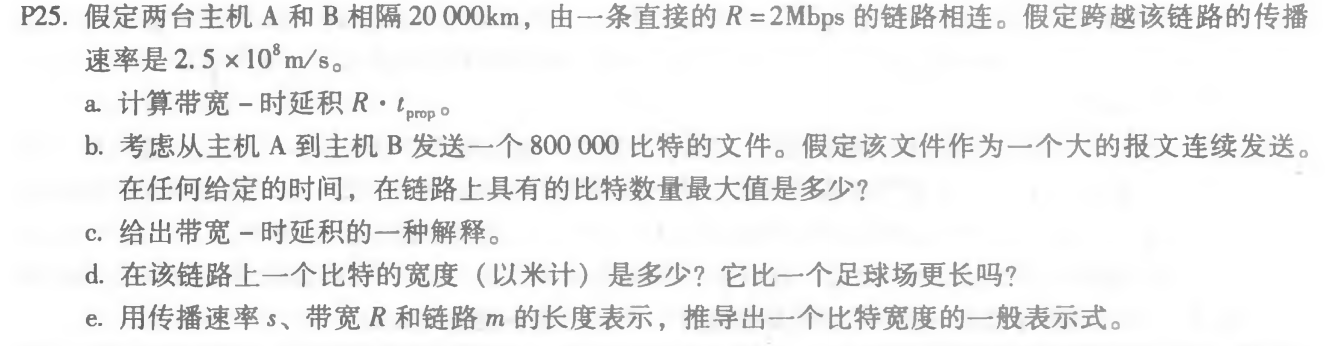 P25. 假定两台主机 A 和 B 相隔 20 000km，由一条直接的 R = 2Mbps 的链路相连。假定跨越该链路的传播
速率是 2.5 × 10⁸ m/s。
a. 计算带宽 – 时延积 R · tprop。
b. 考虑从主机 A 到主机 B 发送一个 800 000 比特的文件。假定该文件作为一个大的报文连续发送。
在任何给定的时间，在链路上具有的比特数量最大值是多少?
c. 给出带宽 – 时延积的一种解释。
d. 在该链路上一个比特的宽度（以米计）是多少? 它比一个足球场更长吗?
e. 用传播速率 s、带宽 R 和链路 m 的长度表示，推导出一个比特宽度的一般表示式。